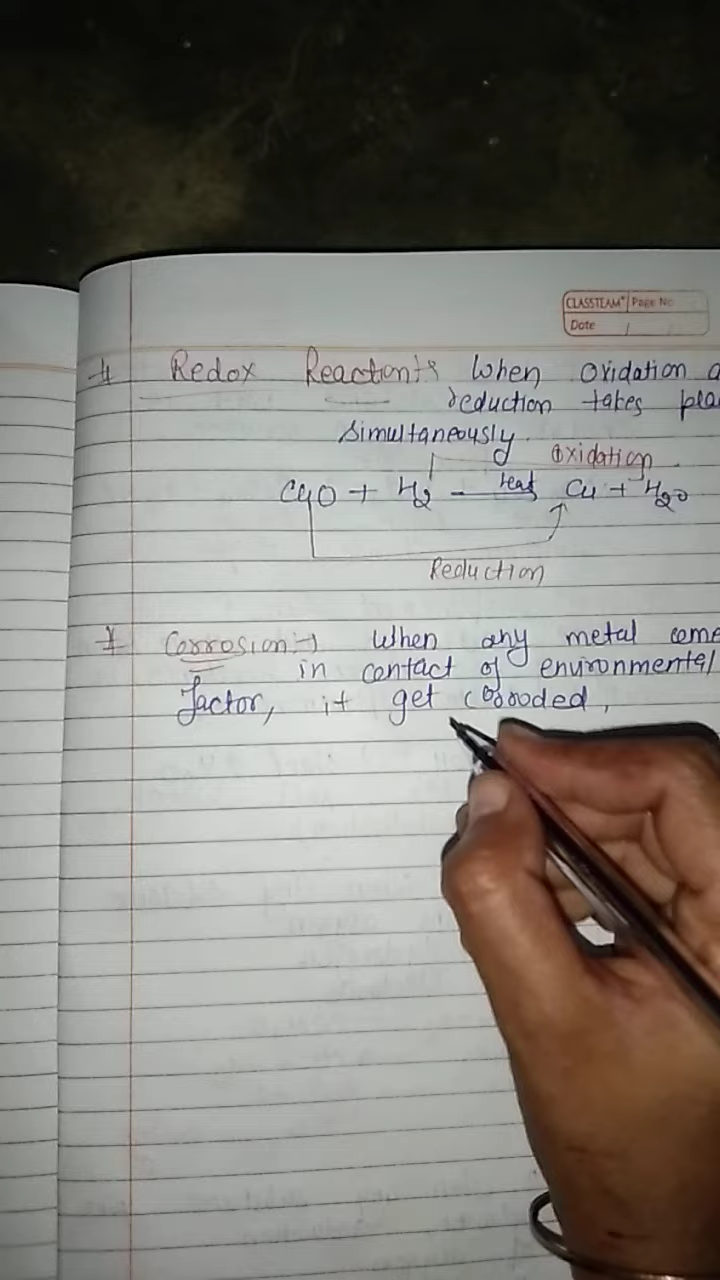 CLASSTEAM Page No
Date
Redox Reaction:- When oxidation
reduction takes
simultaneously.
oxidation
CuO + H2 heat Cu + H2O
Reduction
Corrosion:→ When any metal come
in contact of environmental
factor, it get corroded,